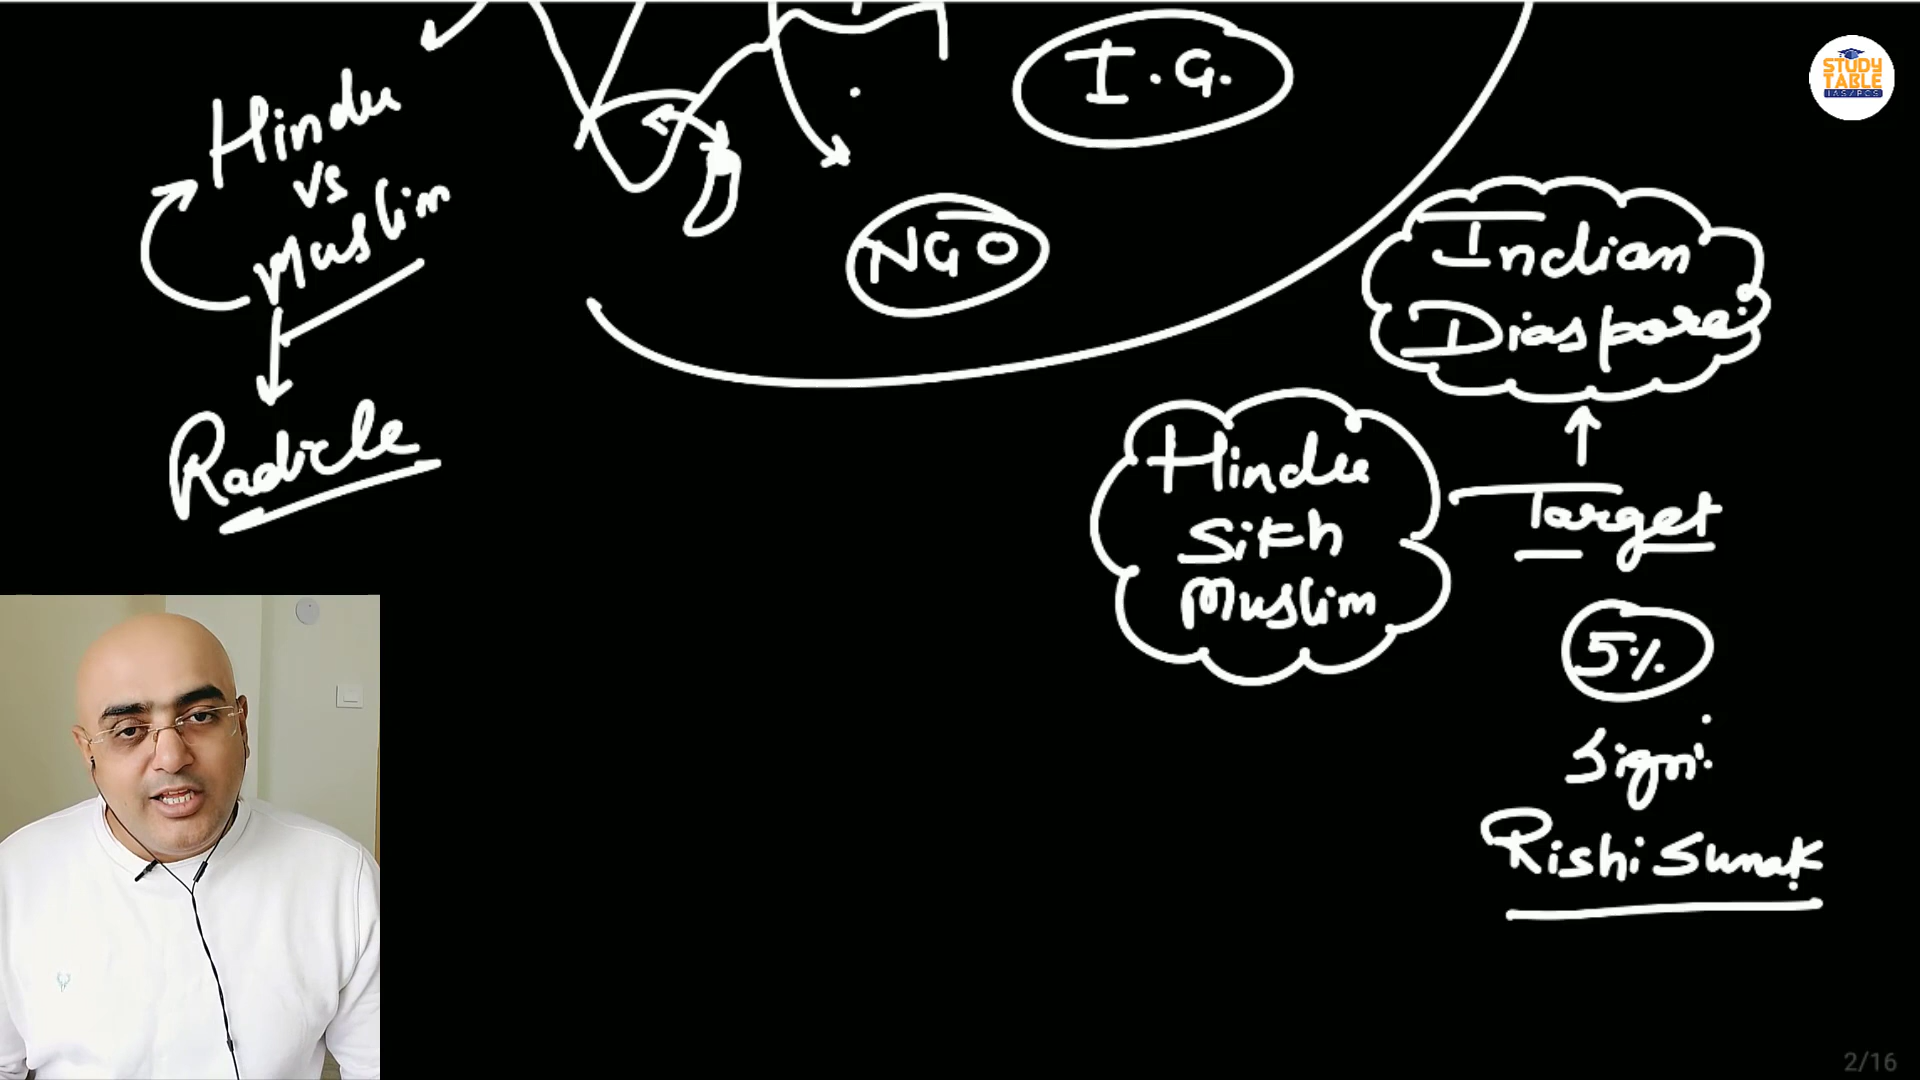 I.G.
STUDY
TABLE
IAS/PCS
Hindu
vs
Muslim
NGO
Indian
Diaspora
Radicle
Hindu
Sikh
Muslim
Target
5%
Signi.
Rishi Sunak
2/16